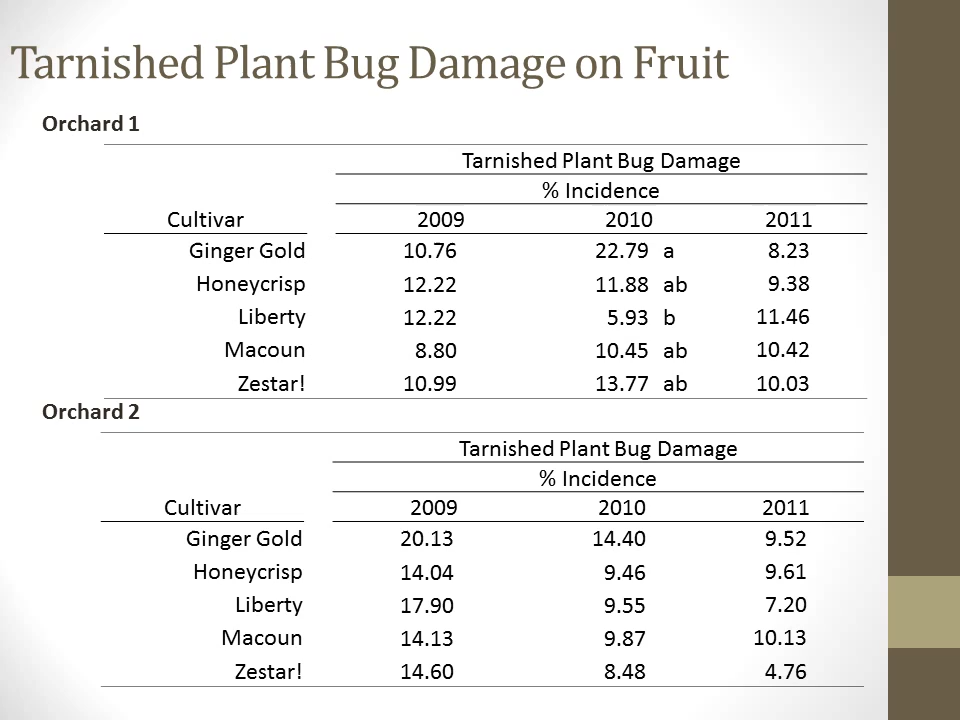 Tarnished Plant Bug Damage on Fruit
Orchard 1
Tarnished Plant Bug Damage
% Incidence
Cultivar 2009 2010 2011
Ginger Gold 10.76 22.79 a 8.23
Honeycrisp 12.22 11.88 ab 9.38
Liberty 12.22 5.93 b 11.46
Macoun 8.80 10.45 ab 10.42
Zestar! 10.99 13.77 ab 10.03
Orchard 2
Tarnished Plant Bug Damage
% Incidence
Cultivar 2009 2010 2011
Ginger Gold 20.13 14.40 9.52
Honeycrisp 14.04 9.46 9.61
Liberty 17.90 9.55 7.20
Macoun 14.13 9.87 10.13
Zestar! 14.60 8.48 4.76